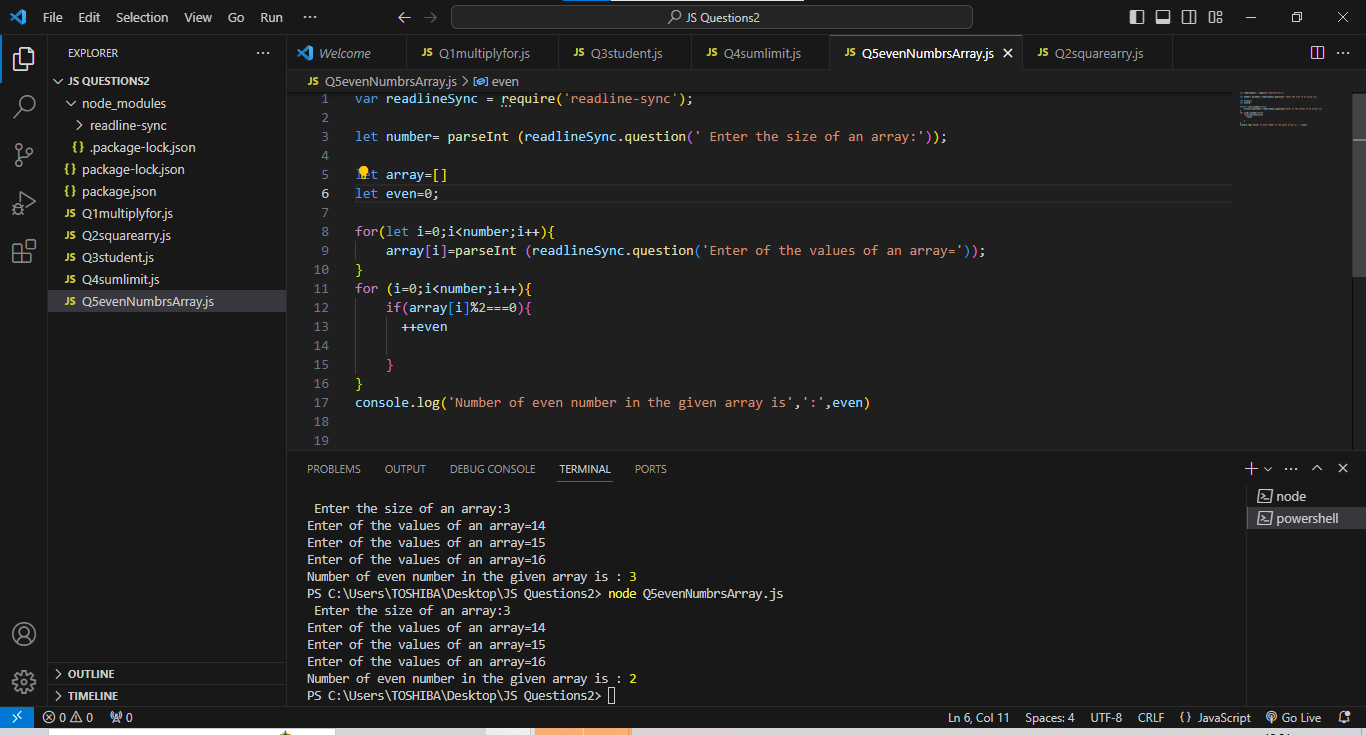 File Edit Selection View Go Run ··· JS Questions2
EXPLORER ···
JS QUESTIONS2
node_modules
readline-sync
{} .package-lock.json
{} package-lock.json
{} package.json
JS Q1multiplyfor.js
JS Q2squarearry.js
JS Q3student.js
JS Q4sumlimit.js
JS Q5evenNumbrsArray.js
OUTLINE
TIMELINE
Welcome JS Q1multiplyfor.js JS Q3student.js JS Q4sumlimit.js JS Q5evenNumbrsArray.js JS Q2squarearry.js ···
JS Q5evenNumbrsArray.js > even
1 var readlineSync = require('readline-sync');
2
3 let number= parseInt (readlineSync.question(' Enter the size of an array:'));
4
5 let array=[]
6 let even=0;
7
8 for(let i=0;i<number;i++){
9 array[i]=parseInt (readlineSync.question('Enter of the values of an array='));
10 }
11 for (i=0;i<number;i++){
12 if(array[i]%2===0){
13 ++even
14
15 }
16 }
17 console.log('Number of even number in the given array is',':',even)
18
19
PROBLEMS OUTPUT DEBUG CONSOLE TERMINAL PORTS
Enter the size of an array:3
Enter of the values of an array=14
Enter of the values of an array=15
Enter of the values of an array=16
Number of even number in the given array is : 3
PS C:\Users\TOSHIBA\Desktop\JS Questions2> node Q5evenNumbrsArray.js
Enter the size of an array:3
Enter of the values of an array=14
Enter of the values of an array=15
Enter of the values of an array=16
Number of even number in the given array is : 2
PS C:\Users\TOSHIBA\Desktop\JS Questions2>
node
powershell
0 0 0 Ln 6, Col 11 Spaces: 4 UTF-8 CRLF {} JavaScript Go Live